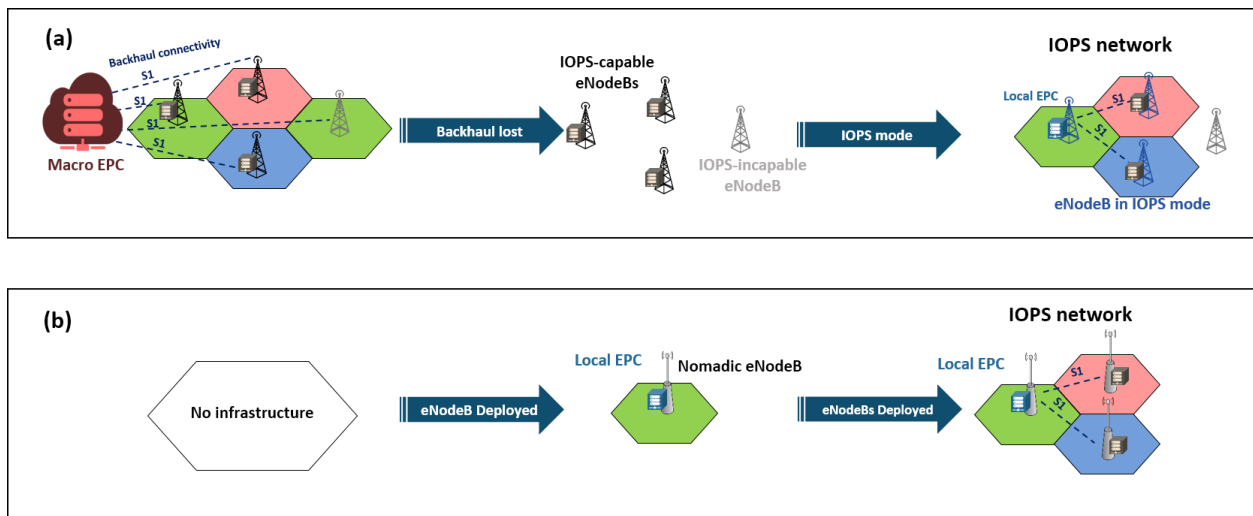 (a)
Backhaul connectivity
S1
S1
S1
S1
Macro EPC
Backhaul lost
IOPS-capable
eNodeBs
IOPS-incapable
eNodeB
IOPS mode
IOPS network
Local EPC
S1
S1
eNodeB in IOPS mode
(b)
No infrastructure
eNodeB Deployed
Local EPC
Nomadic eNodeB
eNodeBs Deployed
IOPS network
Local EPC
S1
S1